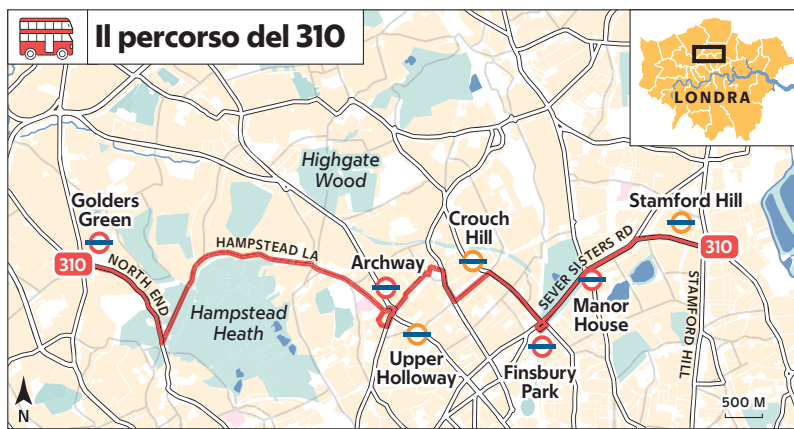 Il percorso del 310
LONDRA
Highgate
Wood
Golders
Green
310
NORTH END
HAMPSTEAD LA
Hampstead
Heath
Archway
Upper
Holloway
Crouch
Hill
Finsbury
Park
SEVER SISTERS RD
Manor
House
Stamford Hill
310
STAMFORD HILL
N
500 M